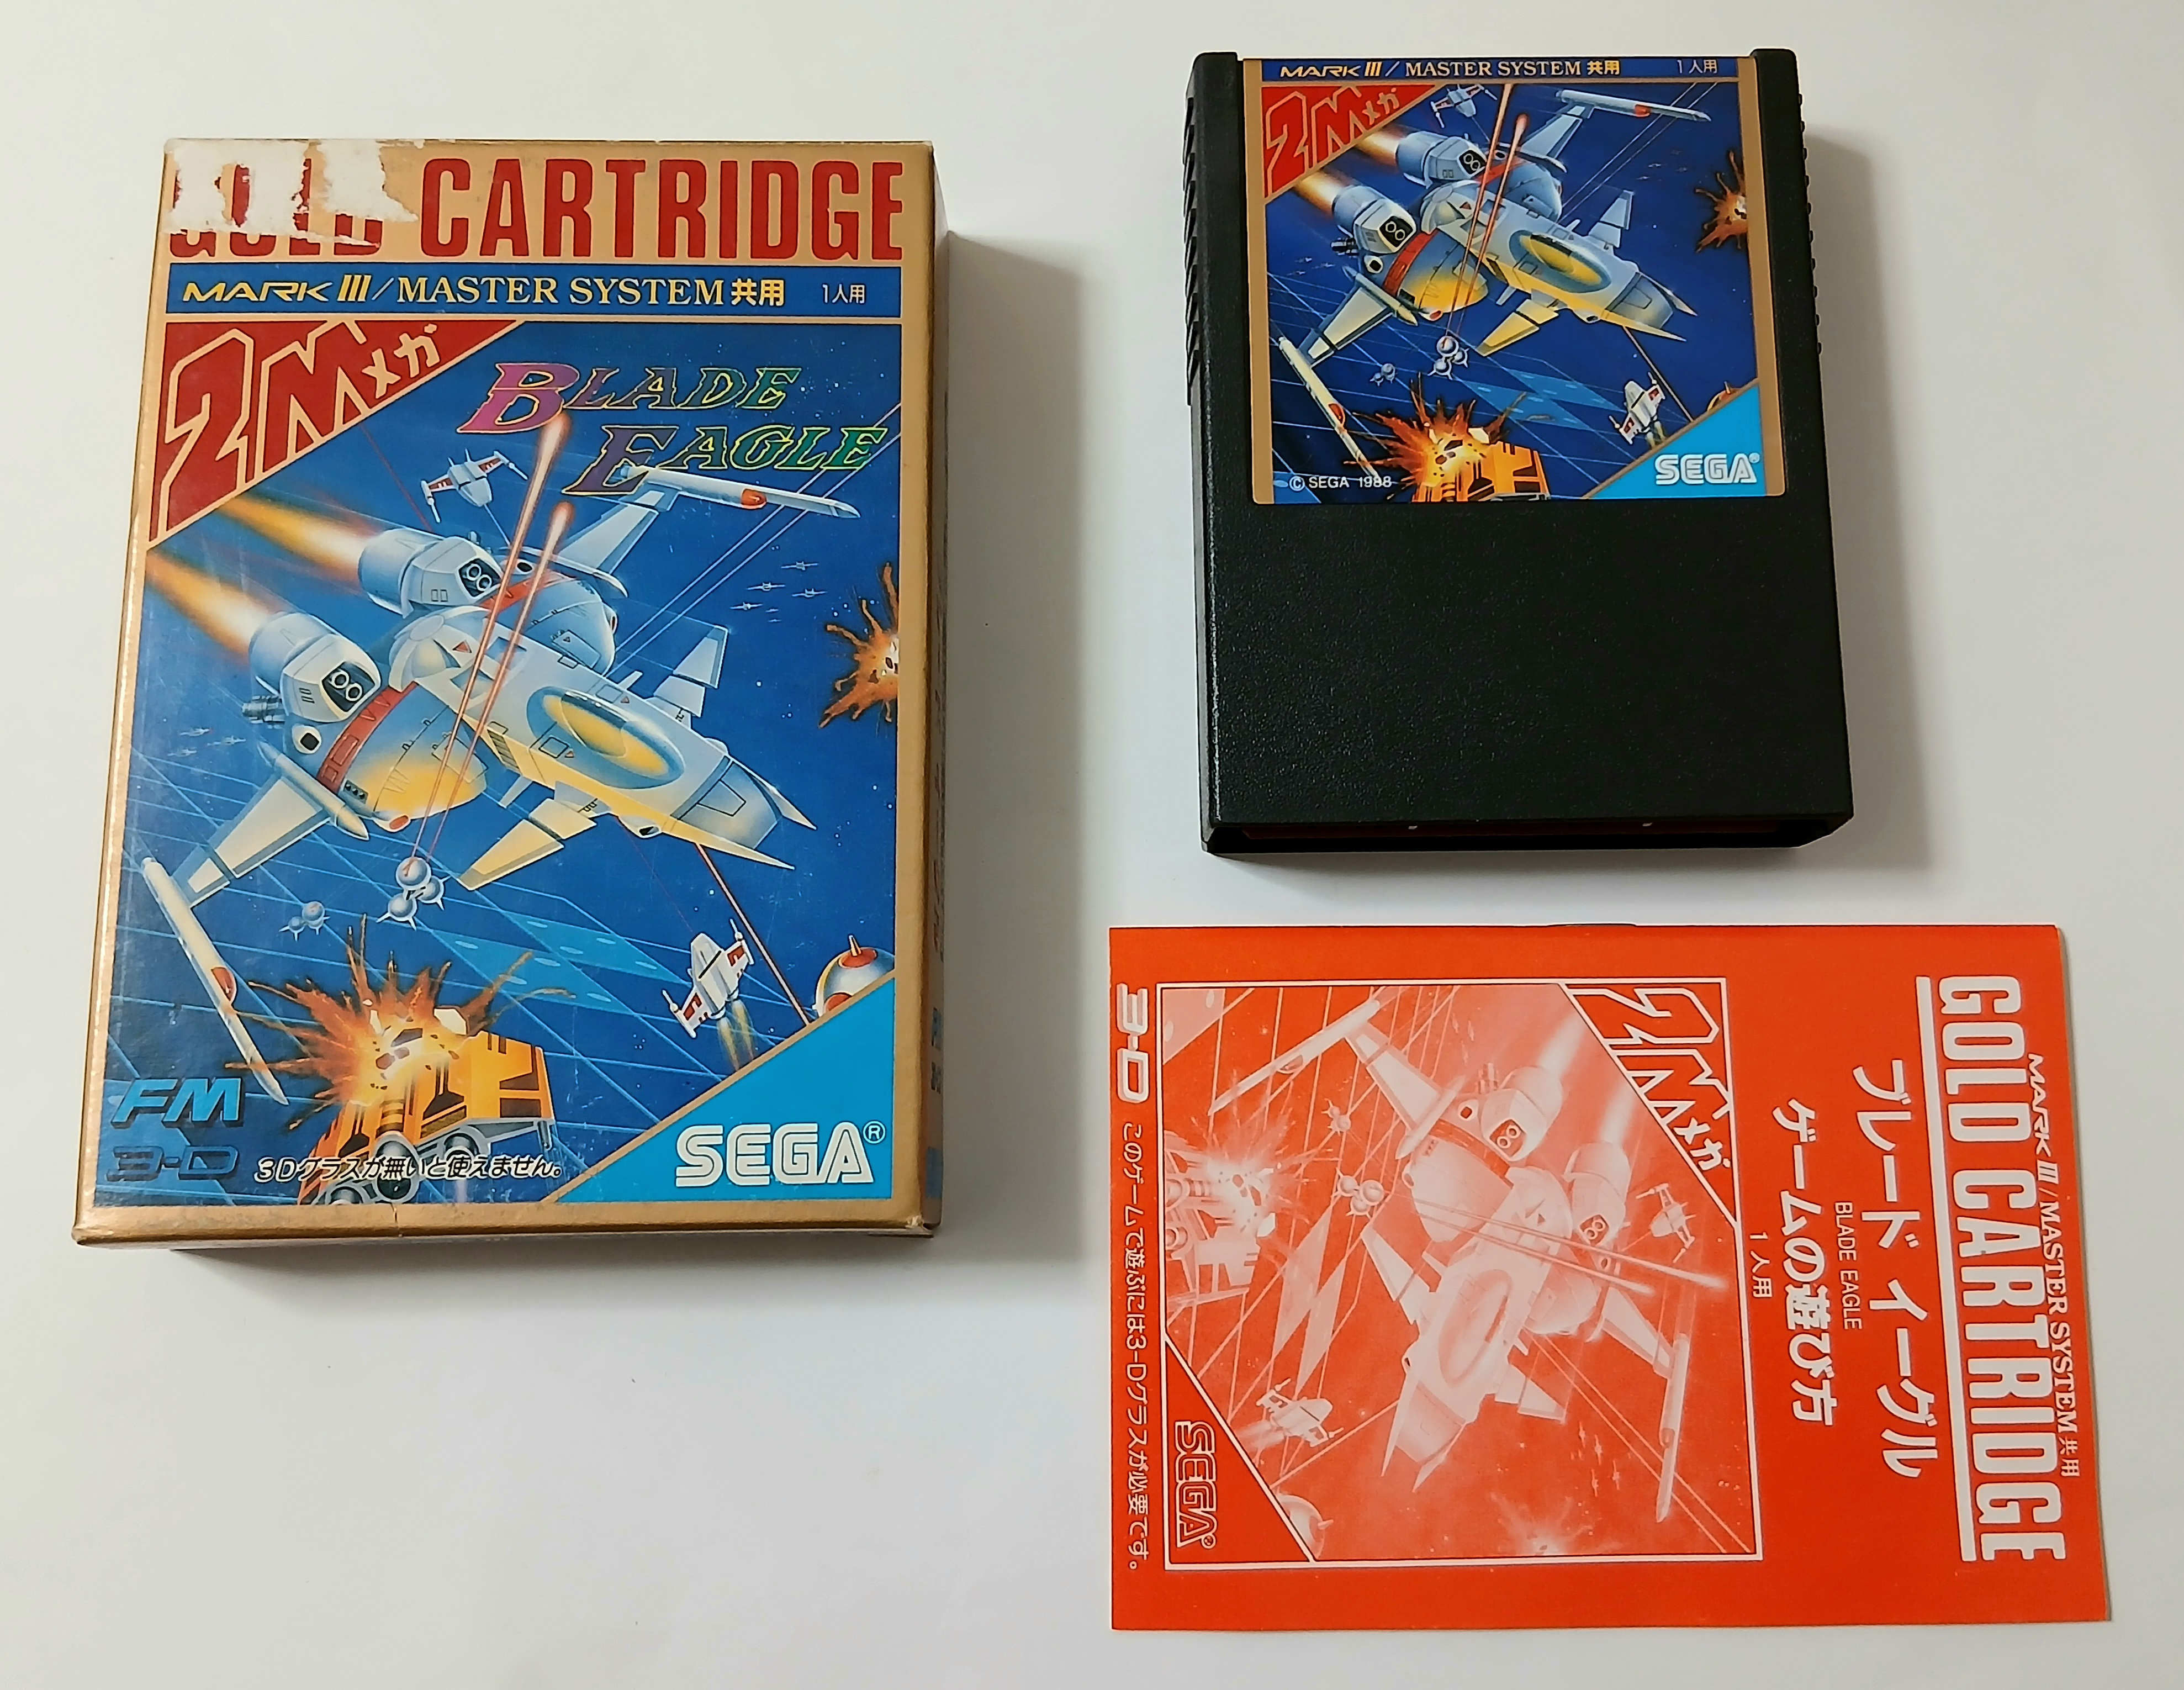 GOLD CARTRIDGE
MARK III / MASTER SYSTEM 共用 1人用
2Mメガ
BLADE
EAGLE
FM
3-D 3Dグラスが無いと使えません。
SEGA®
MARK III / MASTER SYSTEM 共用 1人用
2Mメガ
© SEGA 1988
SEGA®
MARK III / MASTER SYSTEM 共用
GOLD CARTRIDGE
ブレード イーグル
BLADE EAGLE
ゲームの遊び方
1人用
2Mメガ
SEGA®
3-D このゲームで遊ぶには3-Dグラスが必要です。